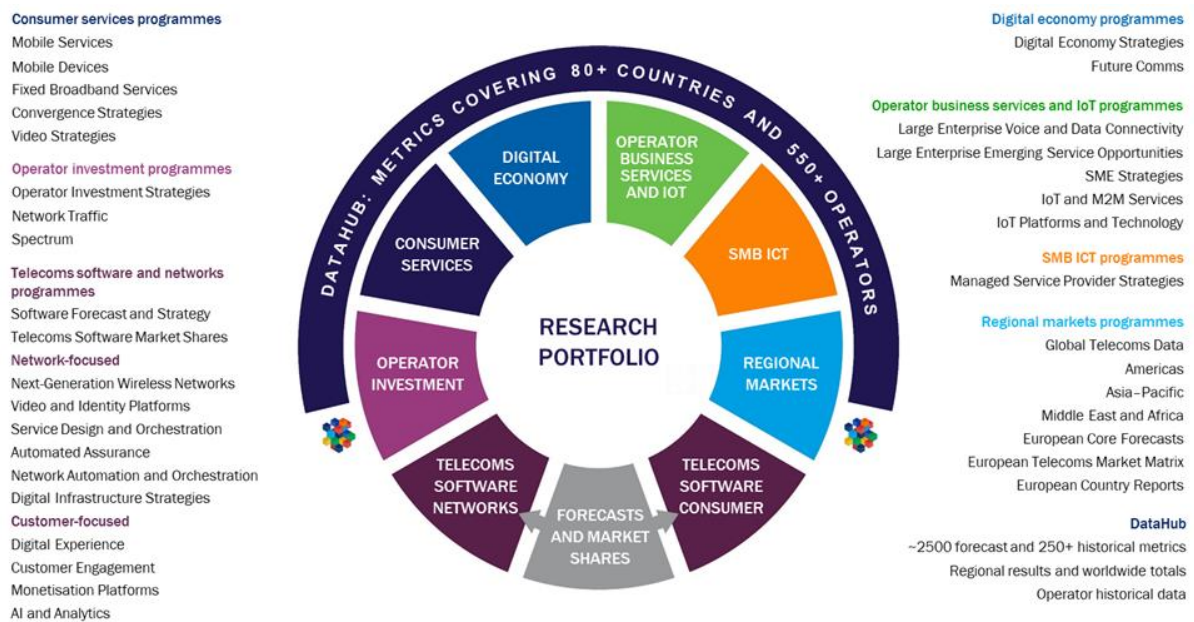 Consumer services programmes
Mobile Services
Mobile Devices
Fixed Broadband Services
Convergence Strategies
Video Strategies
Operator investment programmes
Operator Investment Strategies
Network Traffic
Spectrum
Telecoms software and networks
programmes
Software Forecast and Strategy
Telecoms Software Market Shares
Network-focused
Next-Generation Wireless Networks
Video and Identity Platforms
Service Design and Orchestration
Automated Assurance
Network Automation and Orchestration
Digital Infrastructure Strategies
Customer-focused
Digital Experience
Customer Engagement
Monetisation Platforms
AI and Analytics
DATAHUB: METRICS COVERING 80+ COUNTRIES AND 550+ OPERATORS
DIGITAL
ECONOMY
OPERATOR
BUSINESS
SERVICES
AND IOT
CONSUMER
SERVICES
SMB ICT
RESEARCH
PORTFOLIO
OPERATOR
INVESTMENT
REGIONAL
MARKETS
TELECOMS
SOFTWARE
NETWORKS
FORECASTS
AND MARKET
SHARES
TELECOMS
SOFTWARE
CONSUMER
Digital economy programmes
Digital Economy Strategies
Future Comms
Operator business services and IoT programmes
Large Enterprise Voice and Data Connectivity
Large Enterprise Emerging Service Opportunities
SME Strategies
IoT and M2M Services
IoT Platforms and Technology
SMB ICT programmes
Managed Service Provider Strategies
Regional markets programmes
Global Telecoms Data
Americas
Asia–Pacific
Middle East and Africa
European Core Forecasts
European Telecoms Market Matrix
European Country Reports
DataHub
~2500 forecast and 250+ historical metrics
Regional results and worldwide totals
Operator historical data